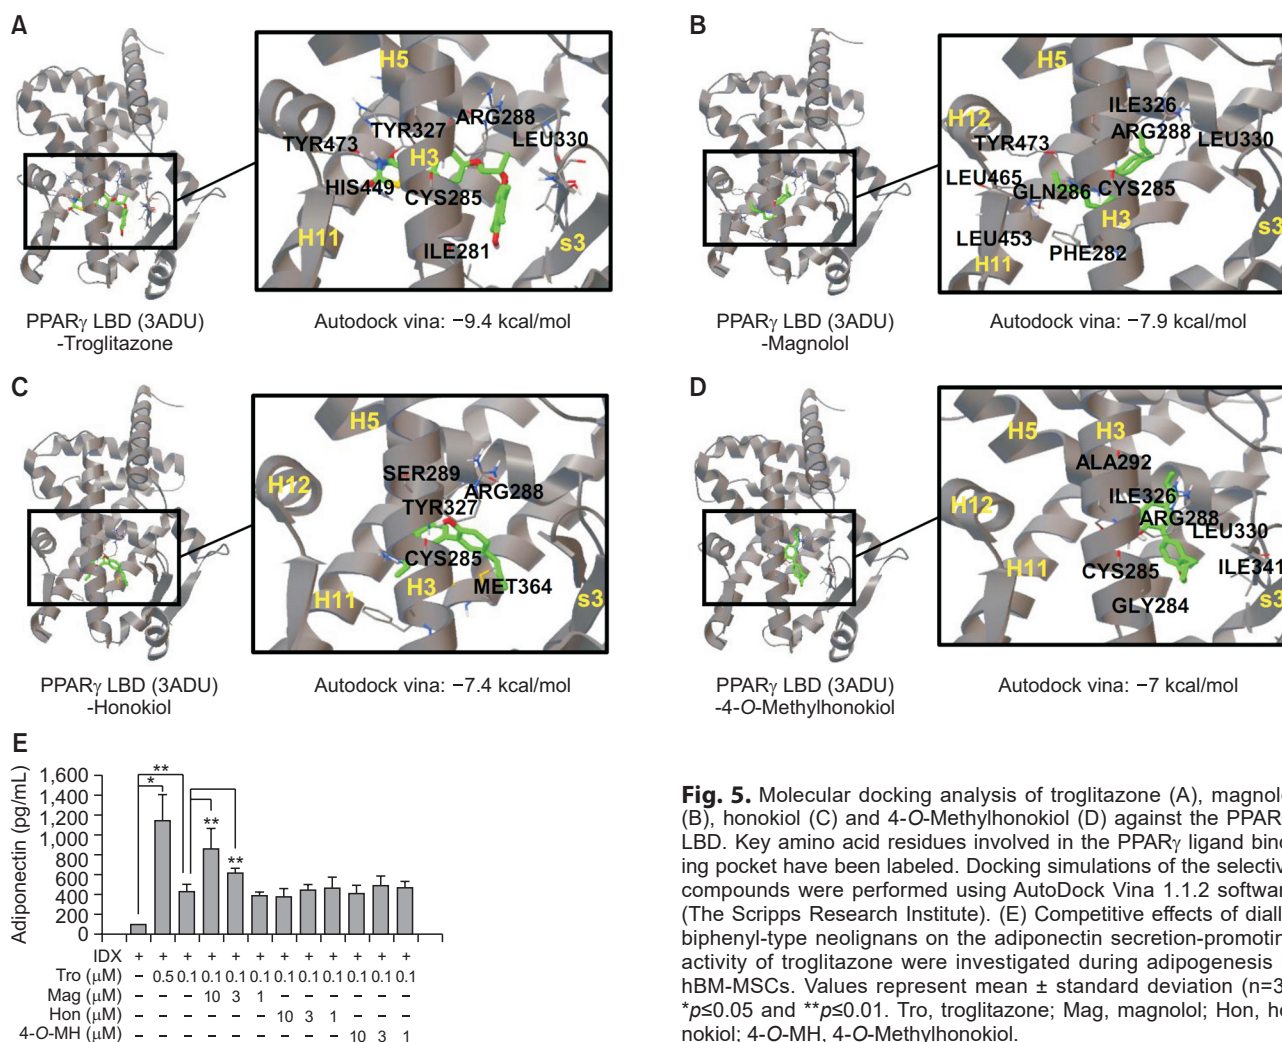 A
H5
ARG288
TYR327
LEU330
TYR473
H3
HIS449
CYS285
H11
ILE281
s3
PPARγ LBD (3ADU)
-Troglitazone
Autodock vina: −9.4 kcal/mol
B
H5
ILE326
H12
ARG288
TYR473
LEU330
LEU465
GLN286
CYS285
H3
s3
LEU453
PHE282
H11
PPARγ LBD (3ADU)
-Magnolol
Autodock vina: −7.9 kcal/mol
C
H5
SER289
H12
ARG288
TYR327
CYS285
H3
MET364
H11
s3
PPARγ LBD (3ADU)
-Honokiol
Autodock vina: −7.4 kcal/mol
D
H5
H3
ALA292
ILE326
H12
ARG288
LEU330
H11
CYS285
ILE341
GLY284
s3
PPARγ LBD (3ADU)
-4-O-Methylhonokiol
Autodock vina: −7 kcal/mol
E
Adiponectin (pg/mL)
1,600
1,400
1,200
1,000
800
600
400
200
0
**
*
**
**
IDX + + + + + + + + + + + +
Tro (μM) – 0.5 0.1 0.1 0.1 0.1 0.1 0.1 0.1 0.1 0.1 0.1
Mag (μM) – – – 10 3 1 – – – – – –
Hon (μM) – – – – – – 10 3 1 – – –
4-O-MH (μM) – – – – – – – – – 10 3 1
Fig. 5. Molecular docking analysis of troglitazone (A), magnolo
(B), honokiol (C) and 4-O-Methylhonokiol (D) against the PPAR
LBD. Key amino acid residues involved in the PPARγ ligand bind
ing pocket have been labeled. Docking simulations of the selectiv
compounds were performed using AutoDock Vina 1.1.2 softwar
(The Scripps Research Institute). (E) Competitive effects of diall
biphenyl-type neolignans on the adiponectin secretion-promotin
activity of troglitazone were investigated during adipogenesis
hBM-MSCs. Values represent mean ± standard deviation (n=3
*p≤0.05 and **p≤0.01. Tro, troglitazone; Mag, magnolol; Hon, ho
nokiol; 4-O-MH, 4-O-Methylhonokiol.